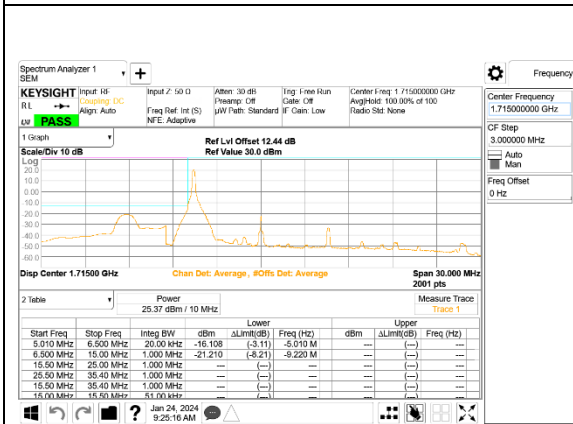 Spectrum Analyzer 1
SEM
Frequency
KEYSIGHT Input: RF Input Z: 50 Ω Atten: 30 dB Trig: Free Run Center Freq: 1.715000000 GHz
RL Coupling: DC Preamp: Off Gate: Off Avg|Hold: 100.00% of 100
Align: Auto Freq Ref: Int (S) µW Path: Standard IF Gain: Low Radio Std: None
PASS NFE: Adaptive
Center Frequency
1.715000000 GHz
CF Step
3.000000 MHz
Auto
Man
Freq Offset
0 Hz
1 Graph
Ref Lvl Offset 12.44 dB
Scale/Div 10 dB Ref Value 30.0 dBm
Log
20.0
10.0
0.00
-10.0
-20.0
-30.0
-40.0
-50.0
-60.0
Disp Center 1.71500 GHz Chan Det: Average, #Offs Det: Average Span 30.000 MHz
2001 pts
2 Table Power Measure Trace
25.37 dBm / 10 MHz Trace 1
Lower Upper
Start Freq Stop Freq Integ BW dBm ΔLimit(dB) Freq (Hz) dBm ΔLimit(dB) Freq (Hz)
5.010 MHz 6.500 MHz 20.00 kHz -16.108 (-3.11) -5.010 M --- (---) ---
6.500 MHz 15.00 MHz 1.000 MHz -21.210 (-8.21) -9.220 M --- (---) ---
15.50 MHz 25.00 MHz 1.000 MHz --- (---) --- --- (---) ---
25.50 MHz 35.40 MHz 1.000 MHz --- (---) --- --- (---) ---
15.50 MHz 35.40 MHz 1.000 MHz --- (---) --- --- (---) ---
15.00 MHz 15.50 MHz 51.00 kHz --- (---) --- --- (---) ---
? Jan 24, 2024
9:25:16 AM